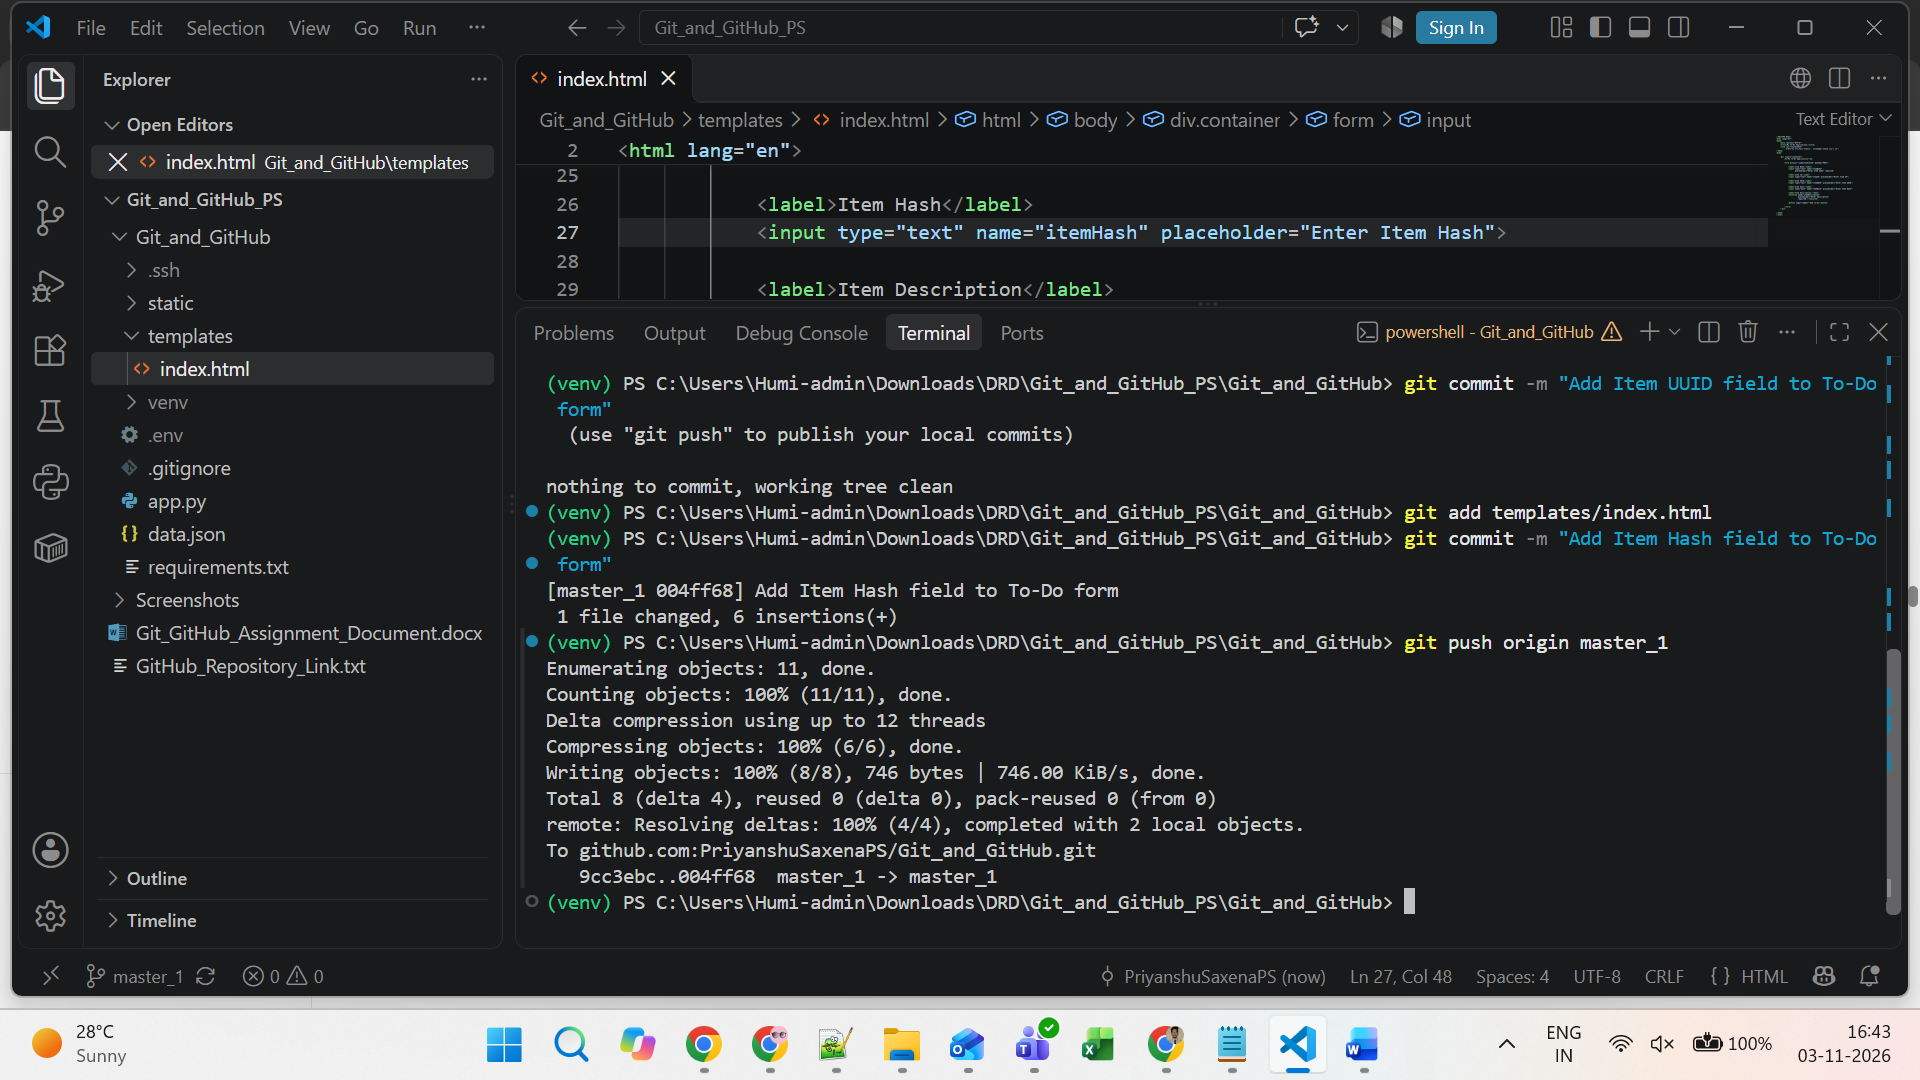 File Edit Selection View Go Run ··· Git_and_GitHub_PS Sign In
Explorer ···
Open Editors
index.html Git_and_GitHub\templates
Git_and_GitHub_PS
Git_and_GitHub
.ssh
static
templates
index.html
venv
.env
.gitignore
app.py
{} data.json
requirements.txt
Screenshots
Git_GitHub_Assignment_Document.docx
GitHub_Repository_Link.txt
Outline
Timeline
<> index.html
Git_and_GitHub > templates > <> index.html > html > body > div.container > form > input Text Editor
2 <html lang="en">
25
26 <label>Item Hash</label>
27 <input type="text" name="itemHash" placeholder="Enter Item Hash">
28
29 <label>Item Description</label>
Problems Output Debug Console Terminal Ports powershell - Git_and_GitHub
(venv) PS C:\Users\Humi-admin\Downloads\DRD\Git_and_GitHub_PS\Git_and_GitHub> git commit -m "Add Item UUID field to To-Do
form"
(use "git push" to publish your local commits)
nothing to commit, working tree clean
(venv) PS C:\Users\Humi-admin\Downloads\DRD\Git_and_GitHub_PS\Git_and_GitHub> git add templates/index.html
(venv) PS C:\Users\Humi-admin\Downloads\DRD\Git_and_GitHub_PS\Git_and_GitHub> git commit -m "Add Item Hash field to To-Do
form"
[master_1 004ff68] Add Item Hash field to To-Do form
1 file changed, 6 insertions(+)
(venv) PS C:\Users\Humi-admin\Downloads\DRD\Git_and_GitHub_PS\Git_and_GitHub> git push origin master_1
Enumerating objects: 11, done.
Counting objects: 100% (11/11), done.
Delta compression using up to 12 threads
Compressing objects: 100% (6/6), done.
Writing objects: 100% (8/8), 746 bytes | 746.00 KiB/s, done.
Total 8 (delta 4), reused 0 (delta 0), pack-reused 0 (from 0)
remote: Resolving deltas: 100% (4/4), completed with 2 local objects.
To github.com:PriyanshuSaxenaPS/Git_and_GitHub.git
9cc3ebc..004ff68 master_1 -> master_1
(venv) PS C:\Users\Humi-admin\Downloads\DRD\Git_and_GitHub_PS\Git_and_GitHub>
master_1 0 0 PriyanshuSaxenaPS (now) Ln 27, Col 48 Spaces: 4 UTF-8 CRLF {} HTML
28°C
Sunny
ENG
IN
100%
16:43
03-11-2026